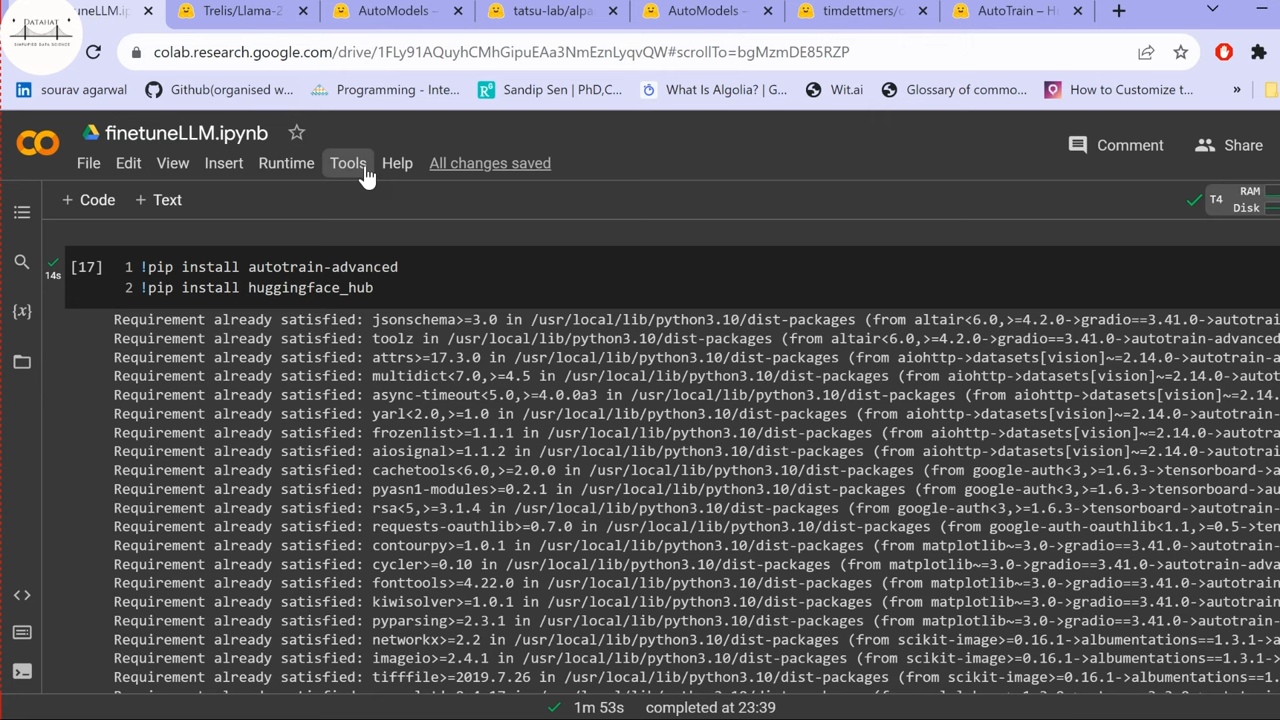 DATAHAT
SIMPLIFIED DATA SCIENCE
neLLM.ipynb
Trelis/Llama-2
AutoModels –
tatsu-lab/alpa
AutoModels –
timdettmers/
AutoTrain – H
colab.research.google.com/drive/1FLy91AQuyhCMhGipuEAa3NmEznLyqvQW#scrollTo=bgMzmDE85RZP
sourav agarwal
Github(organised w...
Programming - Inte...
Sandip Sen | PhD,C...
What Is Algolia? – G...
Wit.ai
Glossary of commo...
How to Customize t...
»
finetuneLLM.ipynb
File Edit View Insert Runtime Tools Help All changes saved
Comment
Share
+ Code + Text
T4
RAM
Disk
[17]
14s
1 !pip install autotrain-advanced
2 !pip install huggingface_hub
Requirement already satisfied: jsonschema>=3.0 in /usr/local/lib/python3.10/dist-packages (from altair<6.0,>=4.2.0->gradio==3.41.0->autotrain
Requirement already satisfied: toolz in /usr/local/lib/python3.10/dist-packages (from altair<6.0,>=4.2.0->gradio==3.41.0->autotrain-advanced
Requirement already satisfied: attrs>=17.3.0 in /usr/local/lib/python3.10/dist-packages (from aiohttp->datasets[vision]~=2.14.0->autotrain-a
Requirement already satisfied: multidict<7.0,>=4.5 in /usr/local/lib/python3.10/dist-packages (from aiohttp->datasets[vision]~=2.14.0->autot
Requirement already satisfied: async-timeout<5.0,>=4.0.0a3 in /usr/local/lib/python3.10/dist-packages (from aiohttp->datasets[vision]~=2.14.
Requirement already satisfied: yarl<2.0,>=1.0 in /usr/local/lib/python3.10/dist-packages (from aiohttp->datasets[vision]~=2.14.0->autotrain-
Requirement already satisfied: frozenlist>=1.1.1 in /usr/local/lib/python3.10/dist-packages (from aiohttp->datasets[vision]~=2.14.0->autotra
Requirement already satisfied: aiosignal>=1.1.2 in /usr/local/lib/python3.10/dist-packages (from aiohttp->datasets[vision]~=2.14.0->autotrai
Requirement already satisfied: cachetools<6.0,>=2.0.0 in /usr/local/lib/python3.10/dist-packages (from google-auth<3,>=1.6.3->tensorboard->a
Requirement already satisfied: pyasn1-modules>=0.2.1 in /usr/local/lib/python3.10/dist-packages (from google-auth<3,>=1.6.3->tensorboard->au
Requirement already satisfied: rsa<5,>=3.1.4 in /usr/local/lib/python3.10/dist-packages (from google-auth<3,>=1.6.3->tensorboard->autotrain-
Requirement already satisfied: requests-oauthlib>=0.7.0 in /usr/local/lib/python3.10/dist-packages (from google-auth-oauthlib<1.1,>=0.5->ten
Requirement already satisfied: contourpy>=1.0.1 in /usr/local/lib/python3.10/dist-packages (from matplotlib~=3.0->gradio==3.41.0->autotrain-
Requirement already satisfied: cycler>=0.10 in /usr/local/lib/python3.10/dist-packages (from matplotlib~=3.0->gradio==3.41.0->autotrain-adva
Requirement already satisfied: fonttools>=4.22.0 in /usr/local/lib/python3.10/dist-packages (from matplotlib~=3.0->gradio==3.41.0->autotrain
Requirement already satisfied: kiwisolver>=1.0.1 in /usr/local/lib/python3.10/dist-packages (from matplotlib~=3.0->gradio==3.41.0->autotrain
Requirement already satisfied: pyparsing>=2.3.1 in /usr/local/lib/python3.10/dist-packages (from matplotlib~=3.0->gradio==3.41.0->autotrain-
Requirement already satisfied: networkx>=2.2 in /usr/local/lib/python3.10/dist-packages (from scikit-image>=0.16.1->albumentations==1.3.1->a
Requirement already satisfied: imageio>=2.4.1 in /usr/local/lib/python3.10/dist-packages (from scikit-image>=0.16.1->albumentations==1.3.1->
Requirement already satisfied: tifffile>=2019.7.26 in /usr/local/lib/python3.10/dist-packages (from scikit-image>=0.16.1->albumentations==1.
1m 53s completed at 23:39